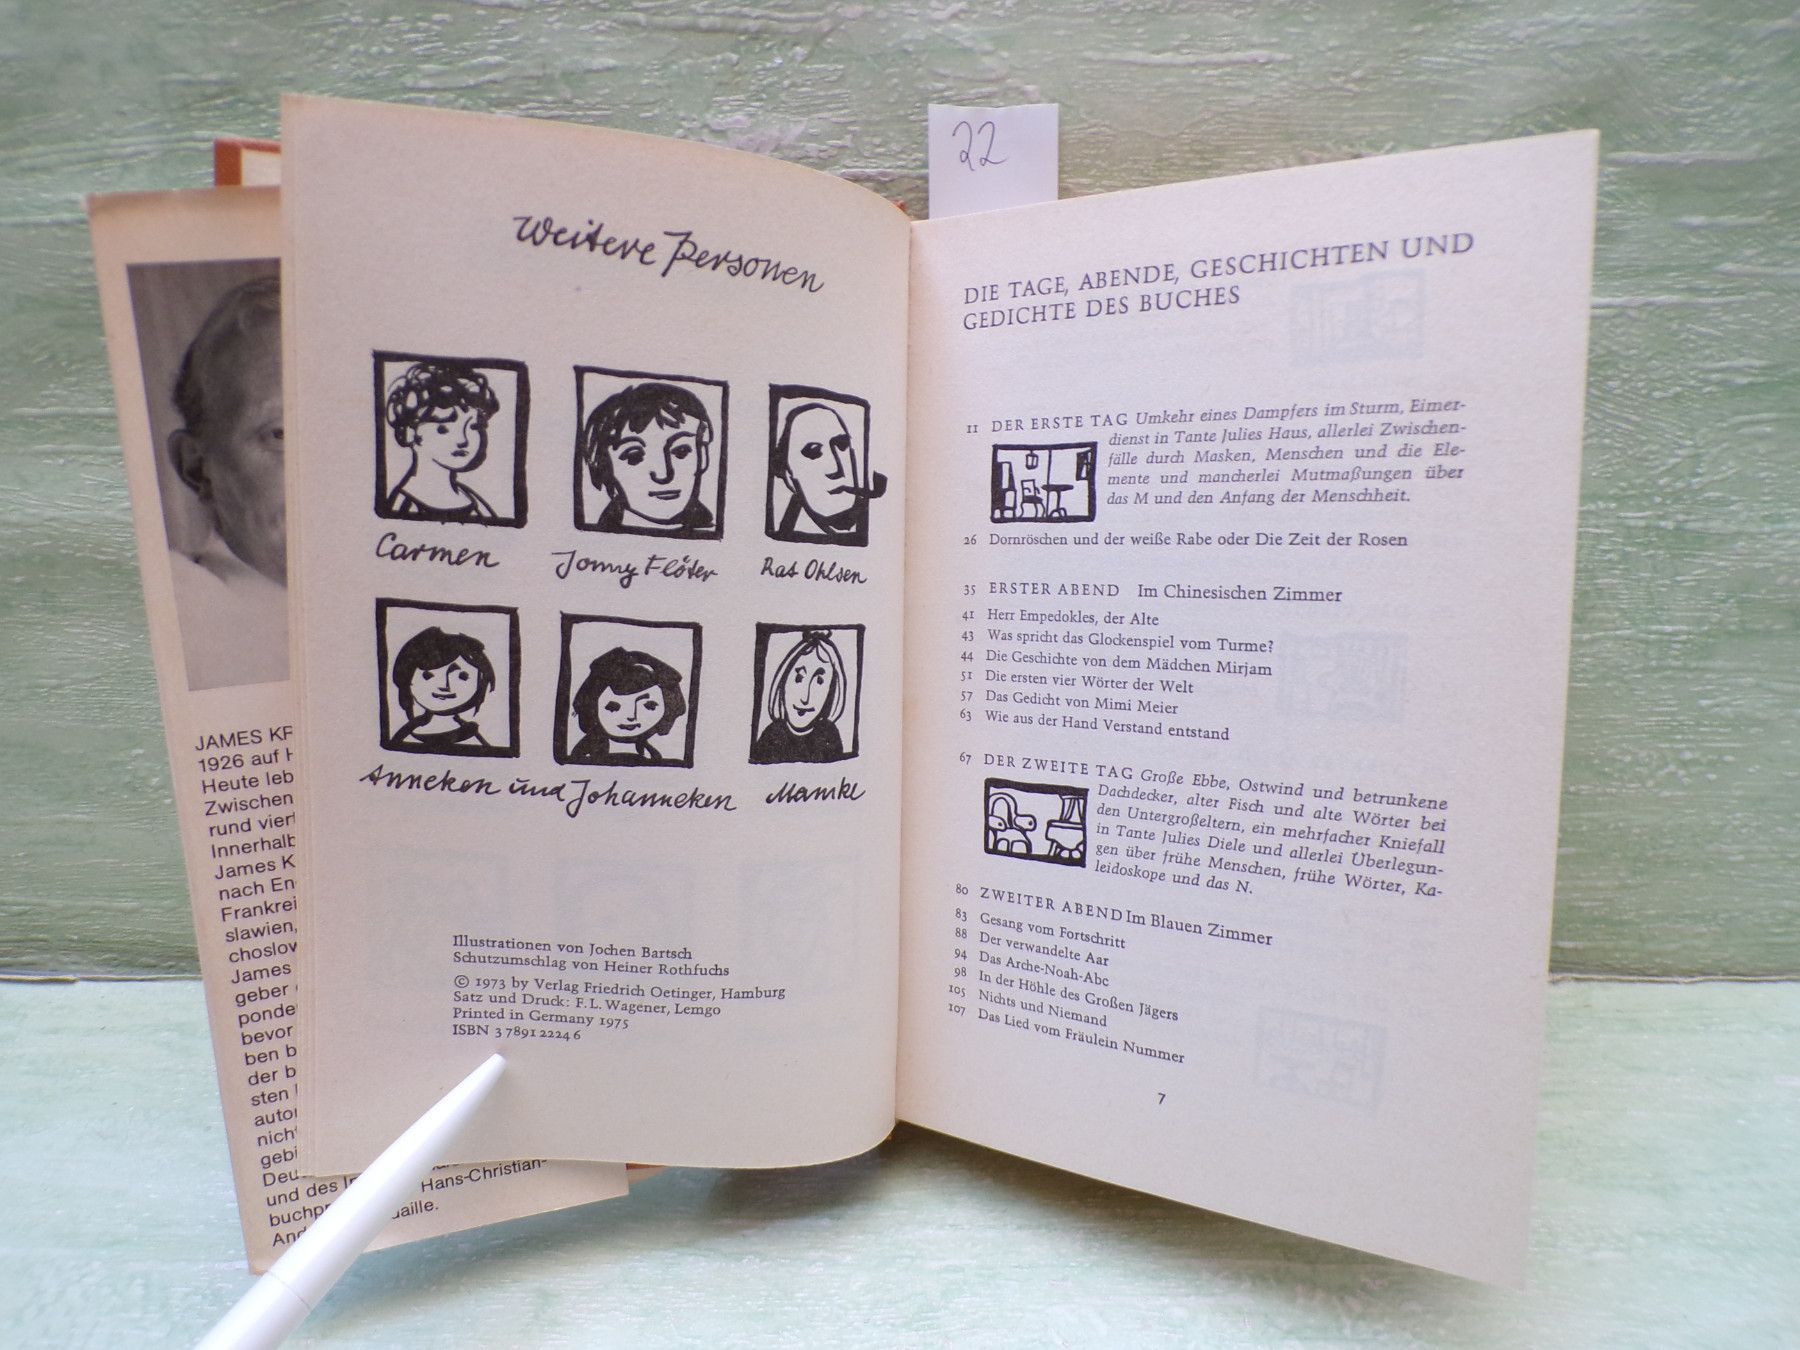 22
JAMES
1926 auf
Heute leb
Zwischen
rund vier
Innerhalb
James K
nach En
Frankrei
slawien,
choslow
James
geber
ponde
bevor
ben b
der b
sten
autor
nicht
gebi
Deu
und des Hans-Christian-
buchpr aille.
And
Weitere Personen
Carmen Jonny Flöter Rat Ohlsen
Anneken und Johanneken
Illustrationen von Jochen Bartsch
Schutzumschlag von Heiner Rothfuchs
© 1973 by Verlag Friedrich Oetinger, Hamburg
Satz und Druck: F. L. Wagener, Lemgo
Printed in Germany 1975
ISBN 3 7891 2224 6
DIE TAGE, ABENDE, GESCHICHTEN UND
GEDICHTE DES BUCHES
11 DER ERSTE TAG Umkehr eines Dampfers im Sturm, Eimer-
dienst in Tante Julies Haus, allerlei Zwischen-
fälle durch Masken, Menschen und die Ele-
mente und mancherlei Mutmaßungen über
das M und den Anfang der Menschheit.
26 Dornröschen und der weiße Rabe oder Die Zeit der Rosen
35 ERSTER ABEND Im Chinesischen Zimmer
41 Herr Empedokles, der Alte
43 Was spricht das Glockenspiel vom Turme?
44 Die Geschichte von dem Mädchen Mirjam
51 Die ersten vier Wörter der Welt
57 Das Gedicht von Mimi Meier
63 Wie aus der Hand Verstand entstand
67 DER ZWEITE TAG Große Ebbe, Ostwind und betrunkene
Dachdecker, alter Fisch und alte Wörter bei
den Untergroßeltern, ein mehrfacher Kniefall
in Tante Julies Diele und allerlei Überlegun-
gen über frühe Menschen, frühe Wörter, Ka-
leidoskope und das N.
80 ZWEITER ABEND Im Blauen Zimmer
83 Gesang vom Fortschritt
88 Der verwandelte Aar
94 Das Arche-Noah-Abc
98 In der Höhle des Großen Jägers
105 Nichts und Niemand
107 Das Lied vom Fräulein Nummer
7